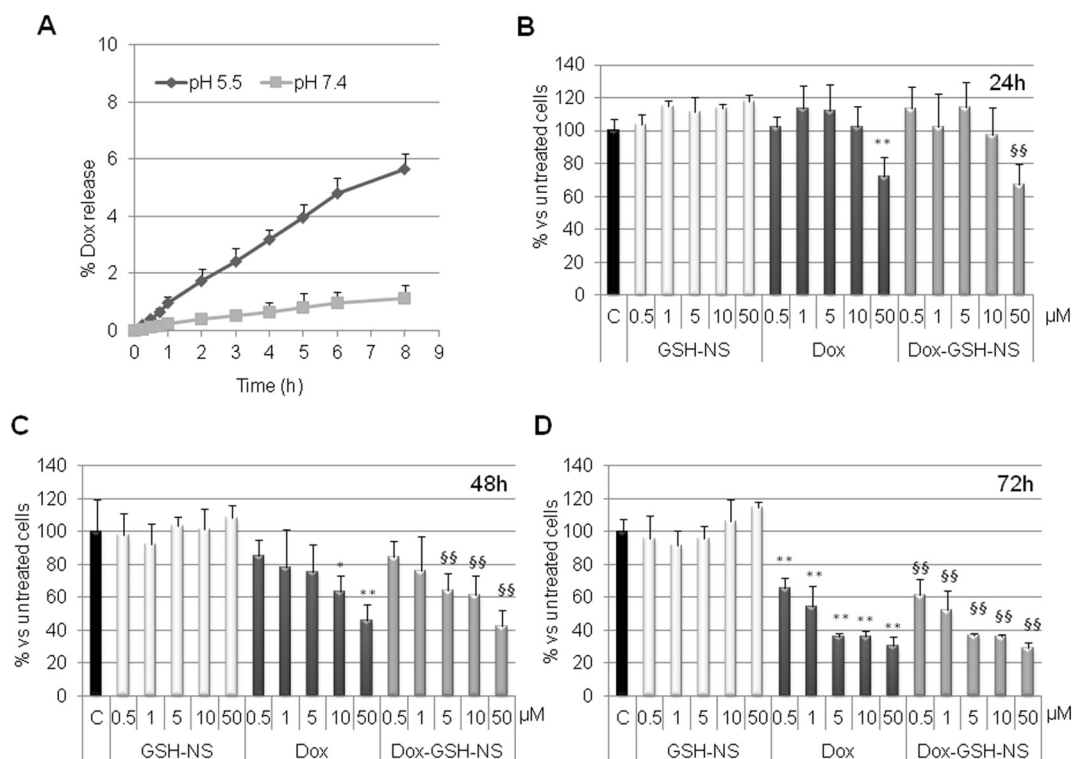 A
10
8
6
4
2
0
% Dox release
pH 5.5
pH 7.4
0 1 2 3 4 5 6 7 8 9
Time (h)
B
24h
140
120
100
80
60
40
20
0
% vs untreated cells
** §§
C 0.5 1 5 10 50 0.5 1 5 10 50 0.5 1 5 10 50 µM
GSH-NS Dox Dox-GSH-NS
C
48h
140
120
100
80
60
40
20
0
% vs untreated cells
* ** §§ §§ §§
C 0.5 1 5 10 50 0.5 1 5 10 50 0.5 1 5 10 50 µM
GSH-NS Dox Dox-GSH-NS
D
72h
140
120
100
80
60
40
20
0
% vs untreated cells
** ** ** ** ** §§ §§ §§ §§ §§
C 0.5 1 5 10 50 0.5 1 5 10 50 0.5 1 5 10 50 µM
GSH-NS Dox Dox-GSH-NS